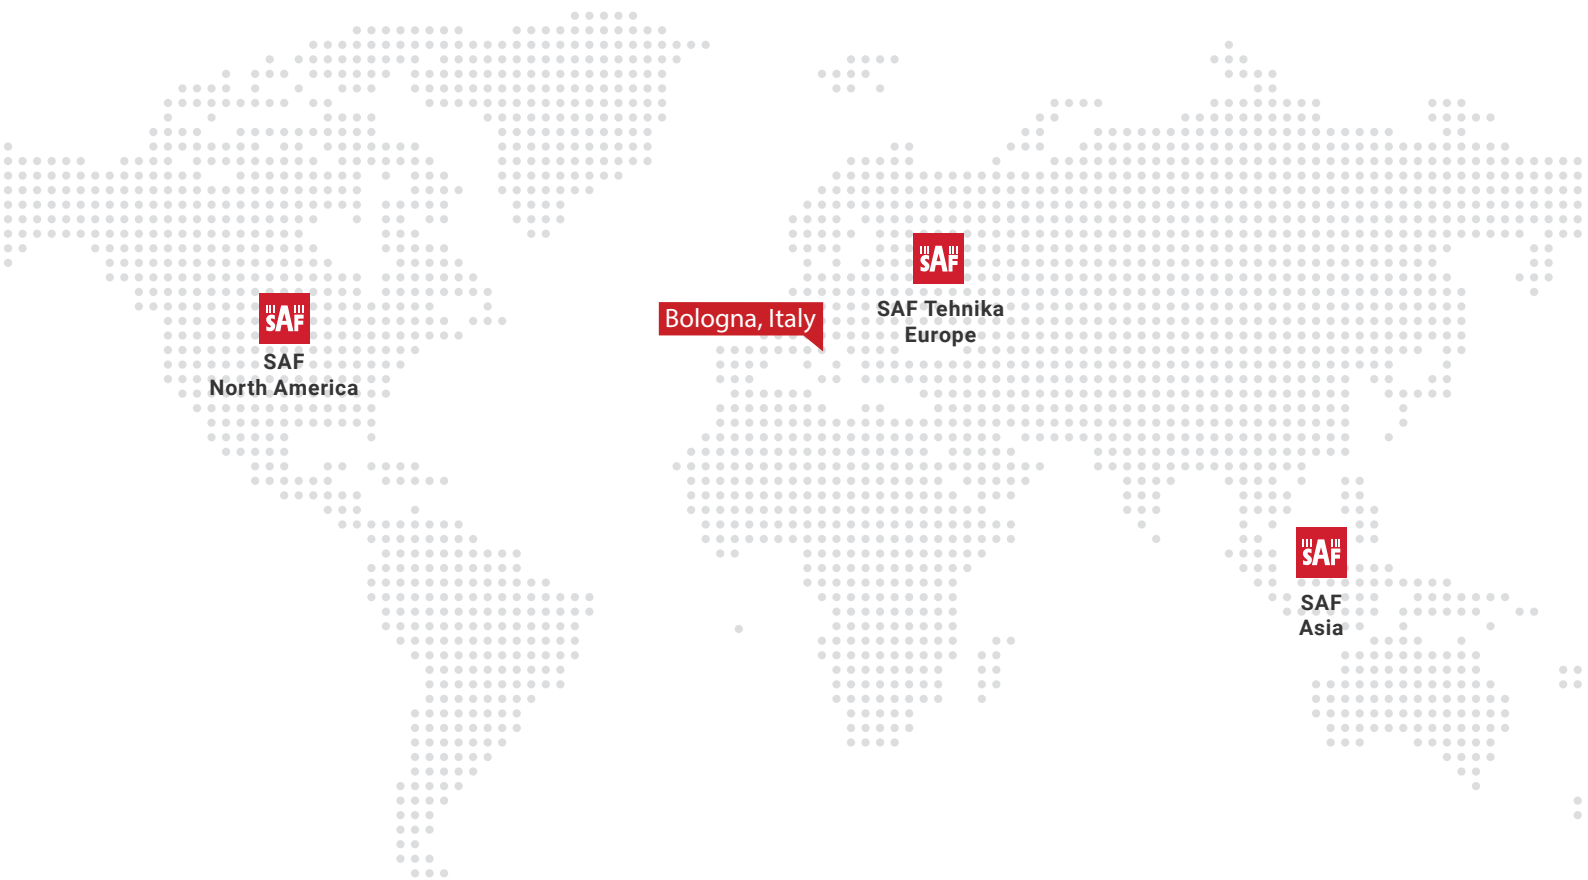 SAF
SAF Tehnika
Europe
Bologna, Italy
SAF
SAF
North America
SAF
SAF
Asia